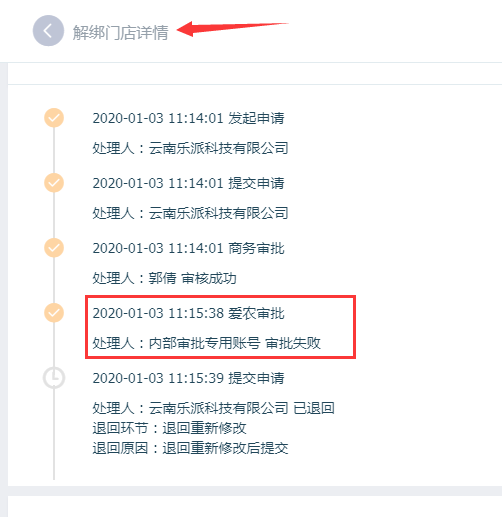 解绑门店详情
2020-01-03 11:14:01 发起申请
处理人：云南乐派科技有限公司
2020-01-03 11:14:01 提交申请
处理人：云南乐派科技有限公司
2020-01-03 11:14:01 商务审批
处理人：郭倩 审核成功
2020-01-03 11:15:38 爱农审批
处理人：内部审批专用账号 审批失败
2020-01-03 11:15:39 提交申请
处理人：云南乐派科技有限公司 已退回
退回环节：退回重新修改
退回原因：退回重新修改后提交